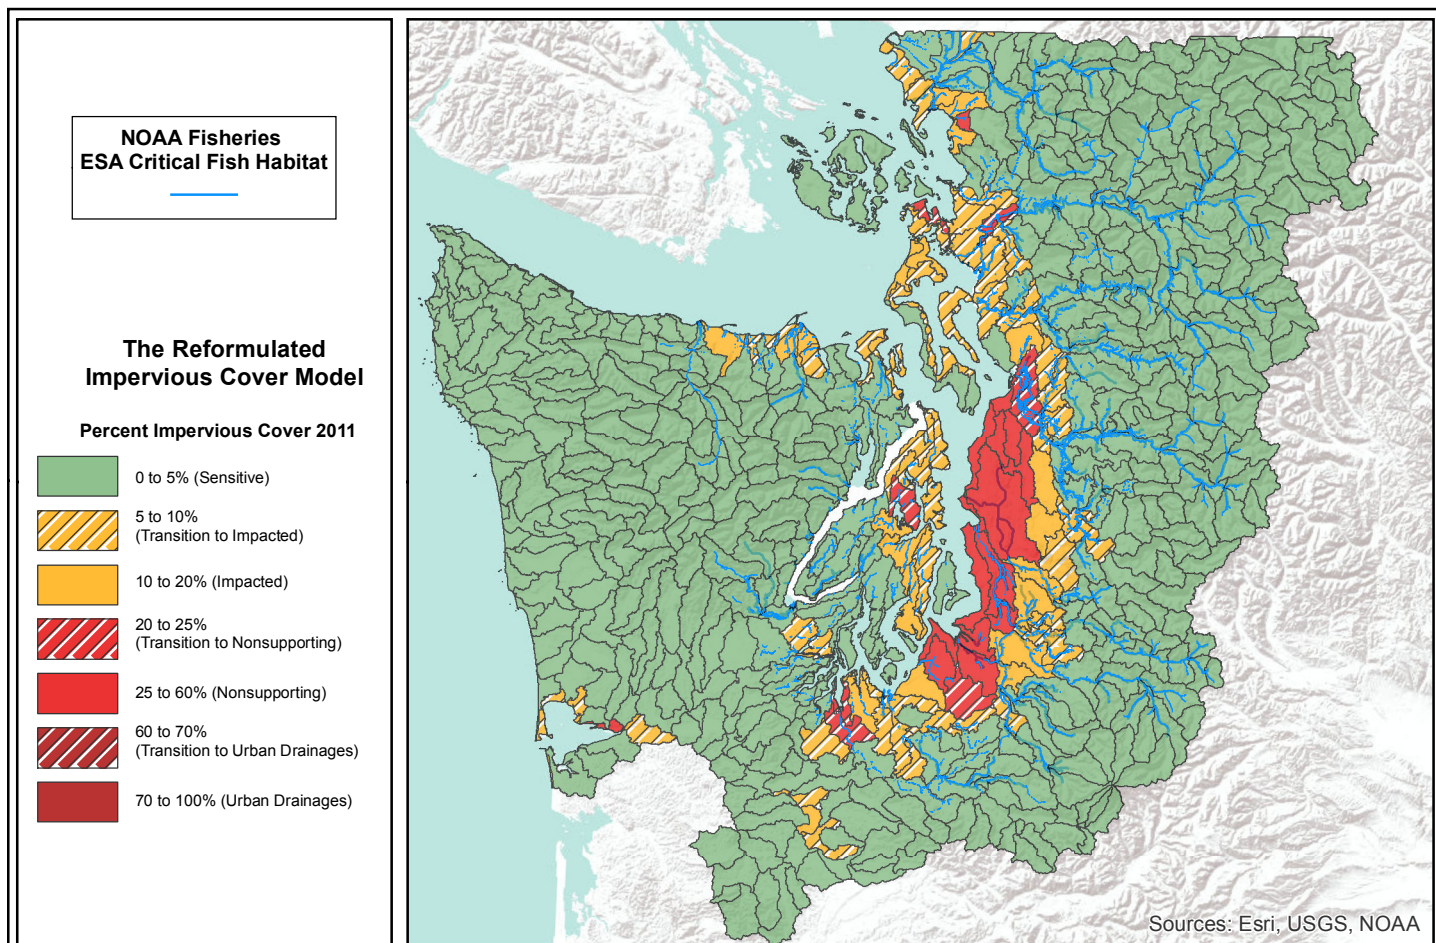 NOAA Fisheries
ESA Critical Fish Habitat
The Reformulated
Impervious Cover Model
Percent Impervious Cover 2011
0 to 5% (Sensitive)
5 to 10%
(Transition to Impacted)
10 to 20% (Impacted)
20 to 25%
(Transition to Nonsupporting)
25 to 60% (Nonsupporting)
60 to 70%
(Transition to Urban Drainages)
70 to 100% (Urban Drainages)
Sources: Esri, USGS, NOAA